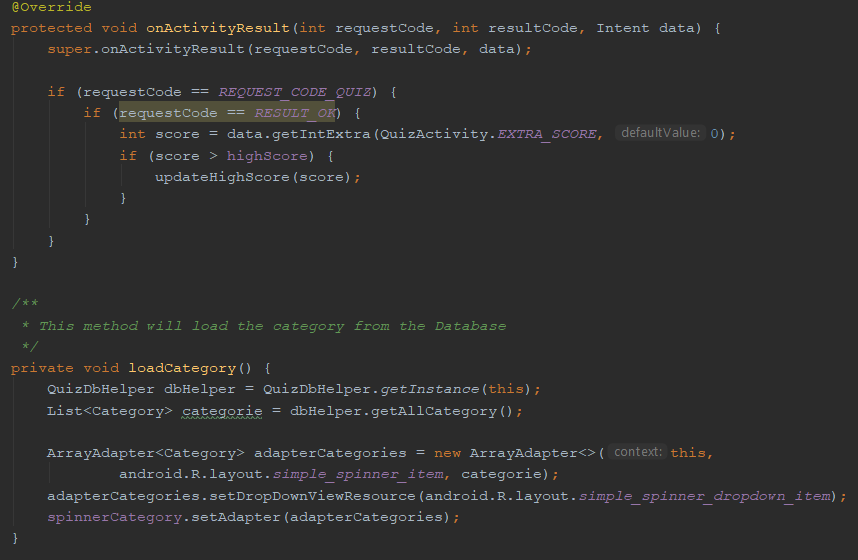 @Override
protected void onActivityResult(int requestCode, int resultCode, Intent data) {
super.onActivityResult(requestCode, resultCode, data);
if (requestCode == REQUEST_CODE_QUIZ) {
if (requestCode == RESULT_OK) {
int score = data.getIntExtra(QuizActivity.EXTRA_SCORE, defaultValue: 0);
if (score > highScore) {
updateHighScore(score);
}
}
}
}
/**
* This method will load the category from the Database
*/
private void loadCategory() {
QuizDbHelper dbHelper = QuizDbHelper.getInstance(this);
List<Category> categorie = dbHelper.getAllCategory();
ArrayAdapter<Category> adapterCategories = new ArrayAdapter<>( context: this,
android.R.layout.simple_spinner_item, categorie);
adapterCategories.setDropDownViewResource(android.R.layout.simple_spinner_dropdown_item);
spinnerCategory.setAdapter(adapterCategories);
}